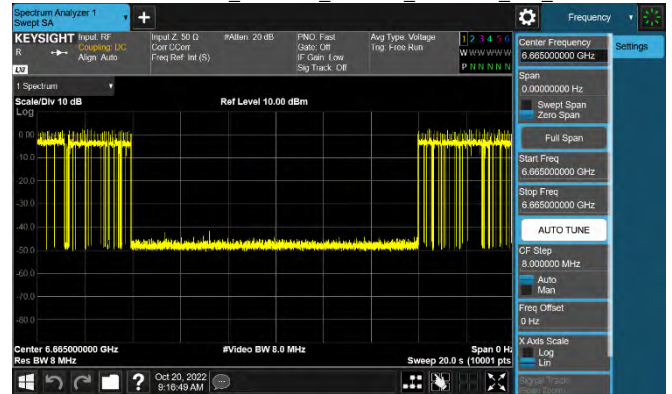 Spectrum Analyzer 1
Swept SA
+
Frequency
KEYSIGHT
R
LXI
Input: RF
Coupling: DC
Align: Auto
Input Z: 50 Ω
Corr CCorr
Freq Ref: Int (S)
#Atten: 20 dB
PNO: Fast
Gate: Off
IF Gain: Low
Sig Track: Off
Avg Type: Voltage
Trig: Free Run
1 2 3 4 5 6
W W W W W W
P N N N N N
Center Frequency
6.665000000 GHz
Settings
Span
0.00000000 Hz
Swept Span
Zero Span
Full Span
Start Freq
6.665000000 GHz
Stop Freq
6.665000000 GHz
AUTO TUNE
CF Step
8.000000 MHz
Auto
Man
Freq Offset
0 Hz
X Axis Scale
Log
Lin
Signal Track
1 Spectrum
Scale/Div 10 dB
Ref Level 10.00 dBm
Log
0.00
-10.0
-20.0
-30.0
-40.0
-50.0
-60.0
-70.0
-80.0
Center 6.665000000 GHz
Res BW 8 MHz
#Video BW 8.0 MHz
Span 0 Hz
Sweep 20.0 s (10001 pts
?
Oct 20, 2022
9:16:49 AM